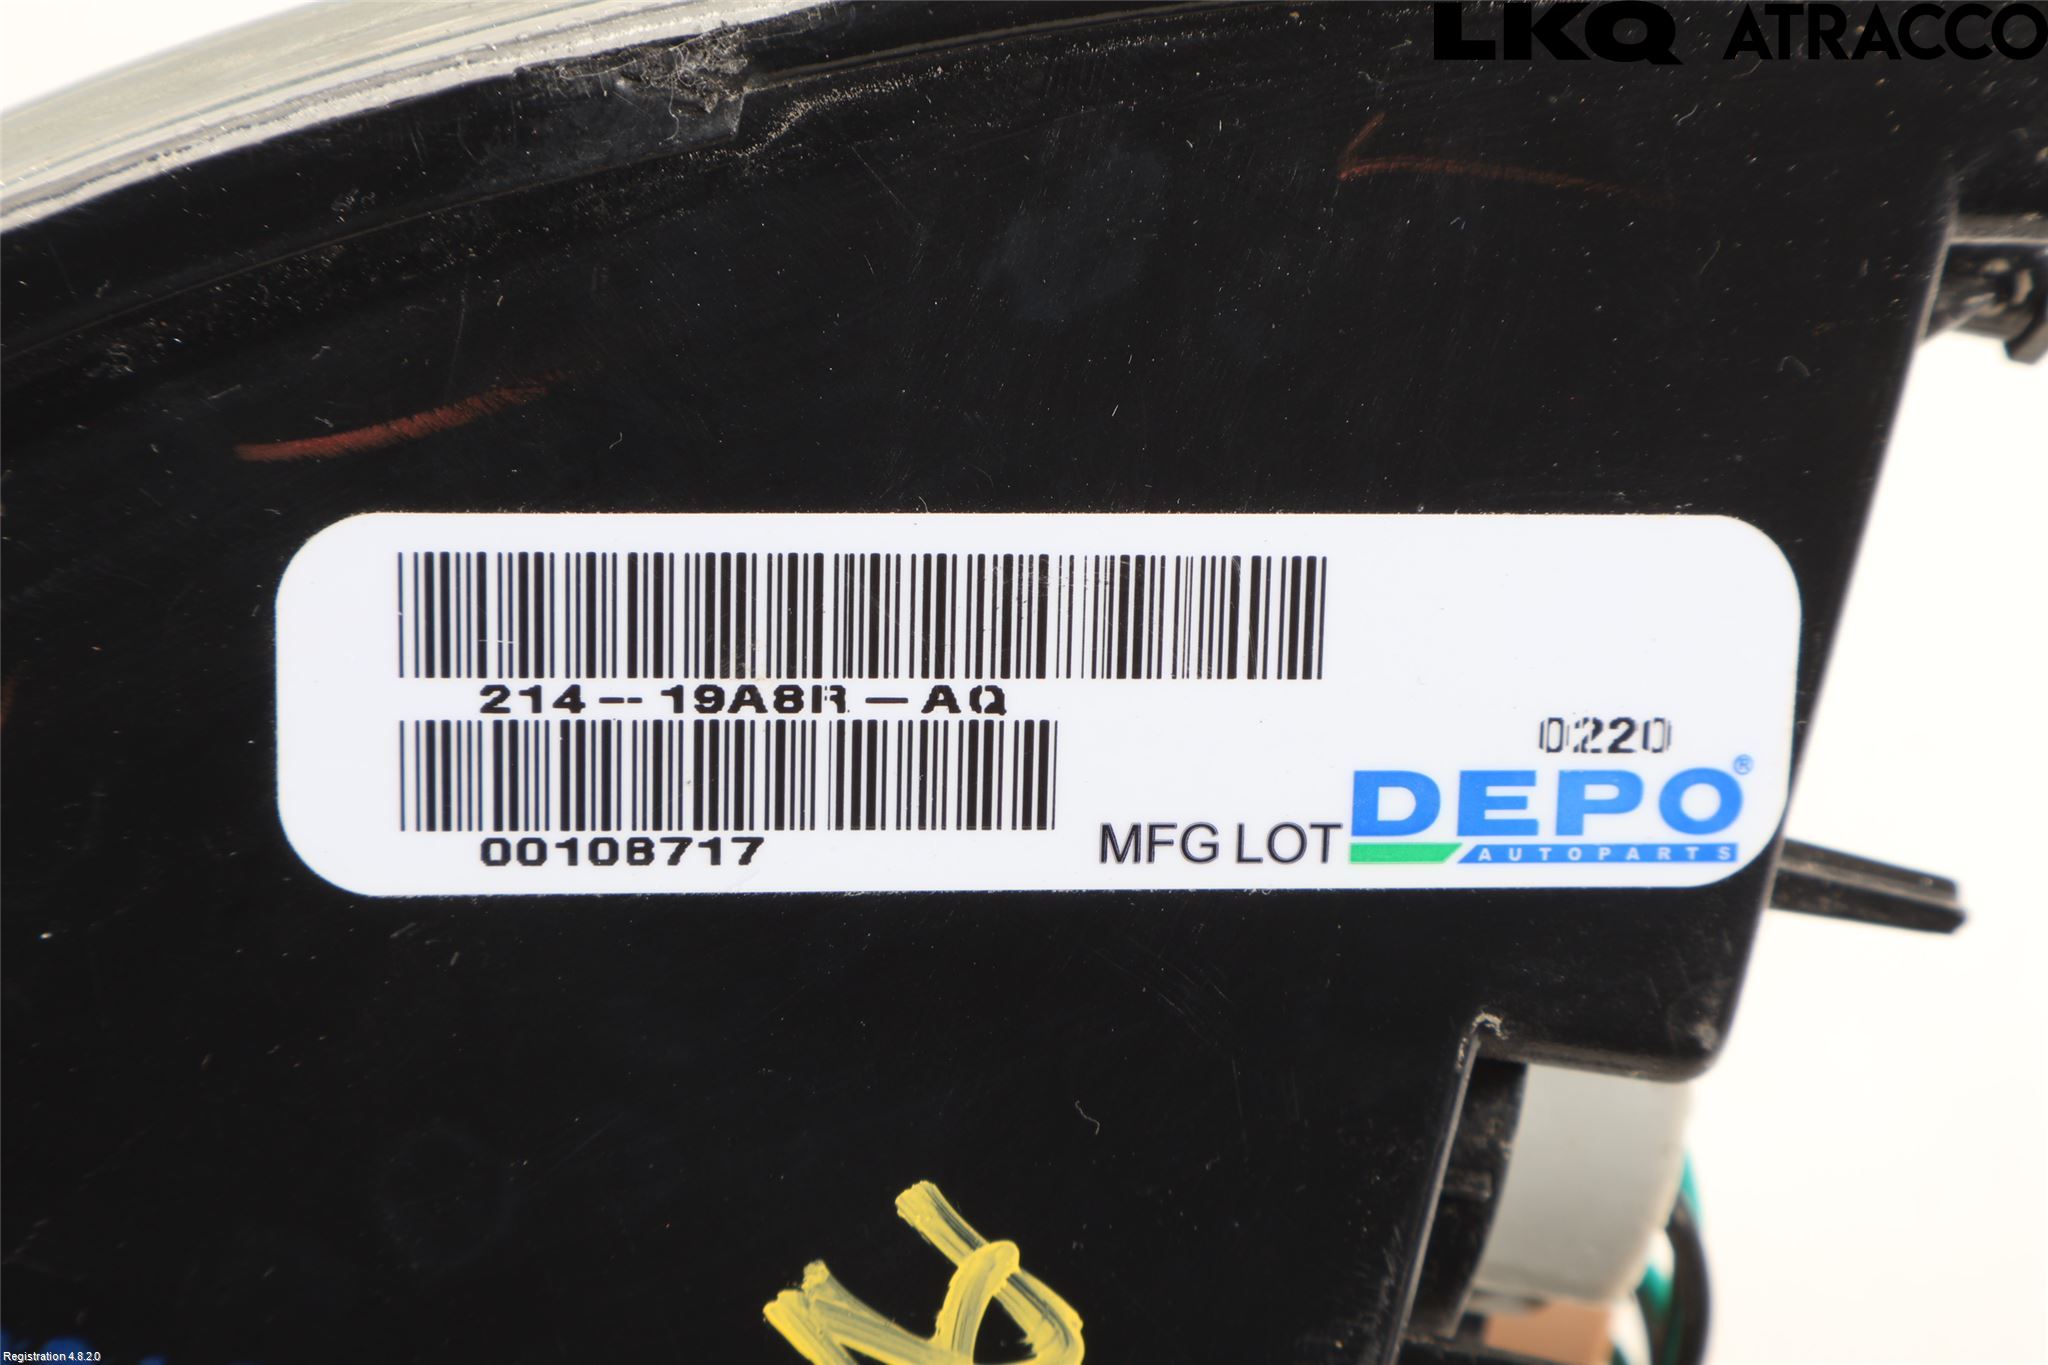 LKQ ATRACCO
214-19A8R-AQ
00108717
0220
MFG LOT
DEPO®
AUTOPARTS
Registration 4.8.2.0